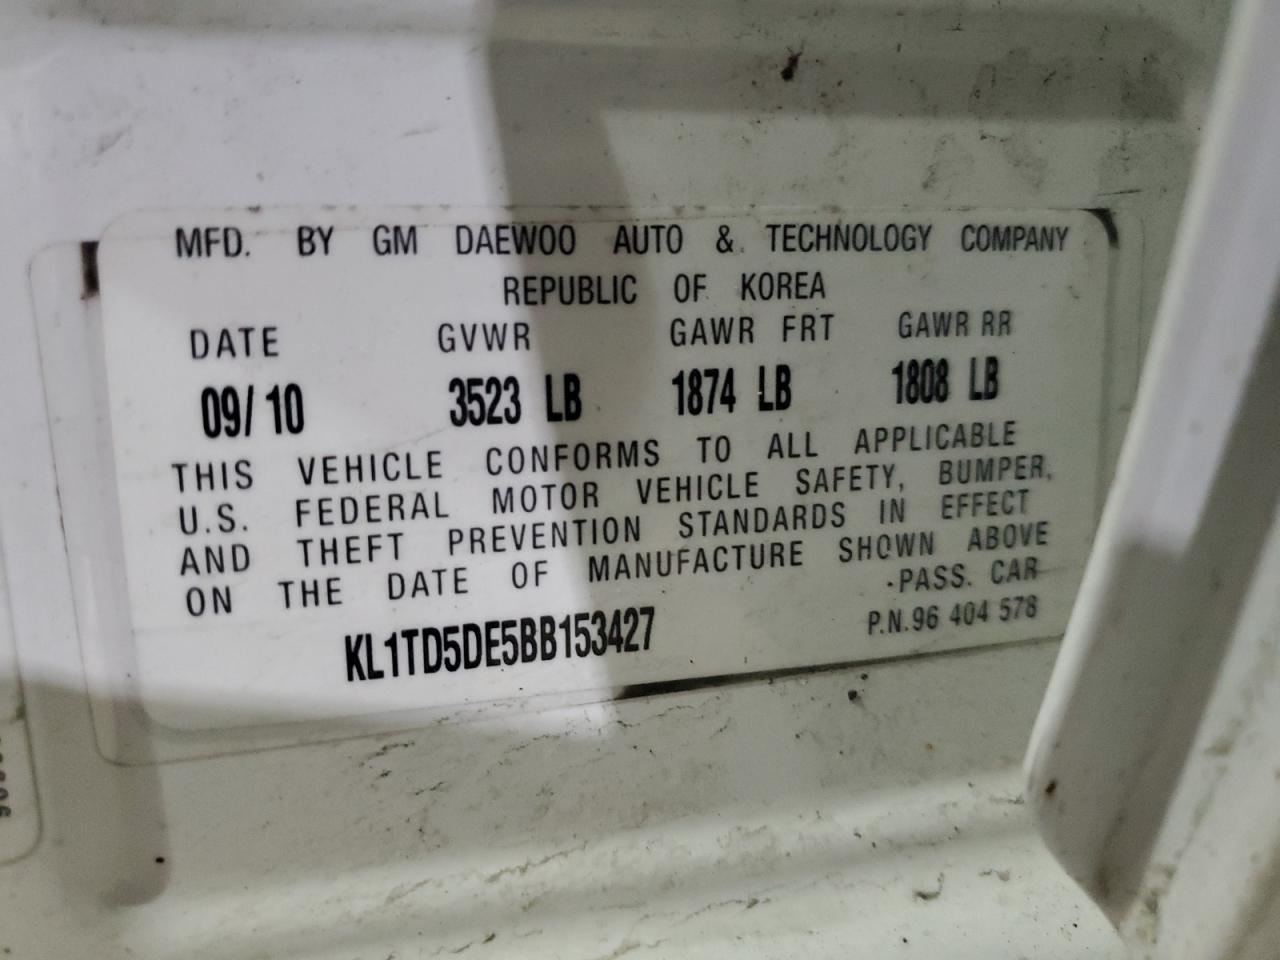 MFD. BY GM DAEWOO AUTO & TECHNOLOGY COMPANY
REPUBLIC OF KOREA
DATE GVWR GAWR FRT GAWR RR
09/10 3523 LB 1874 LB 1808 LB
THIS VEHICLE CONFORMS TO ALL APPLICABLE
U.S. FEDERAL MOTOR VEHICLE SAFETY, BUMPER,
AND THEFT PREVENTION STANDARDS IN EFFECT
ON THE DATE OF MANUFACTURE SHOWN ABOVE
-PASS. CAR
KL1TD5DE5BB153427
P.N.96 404 578